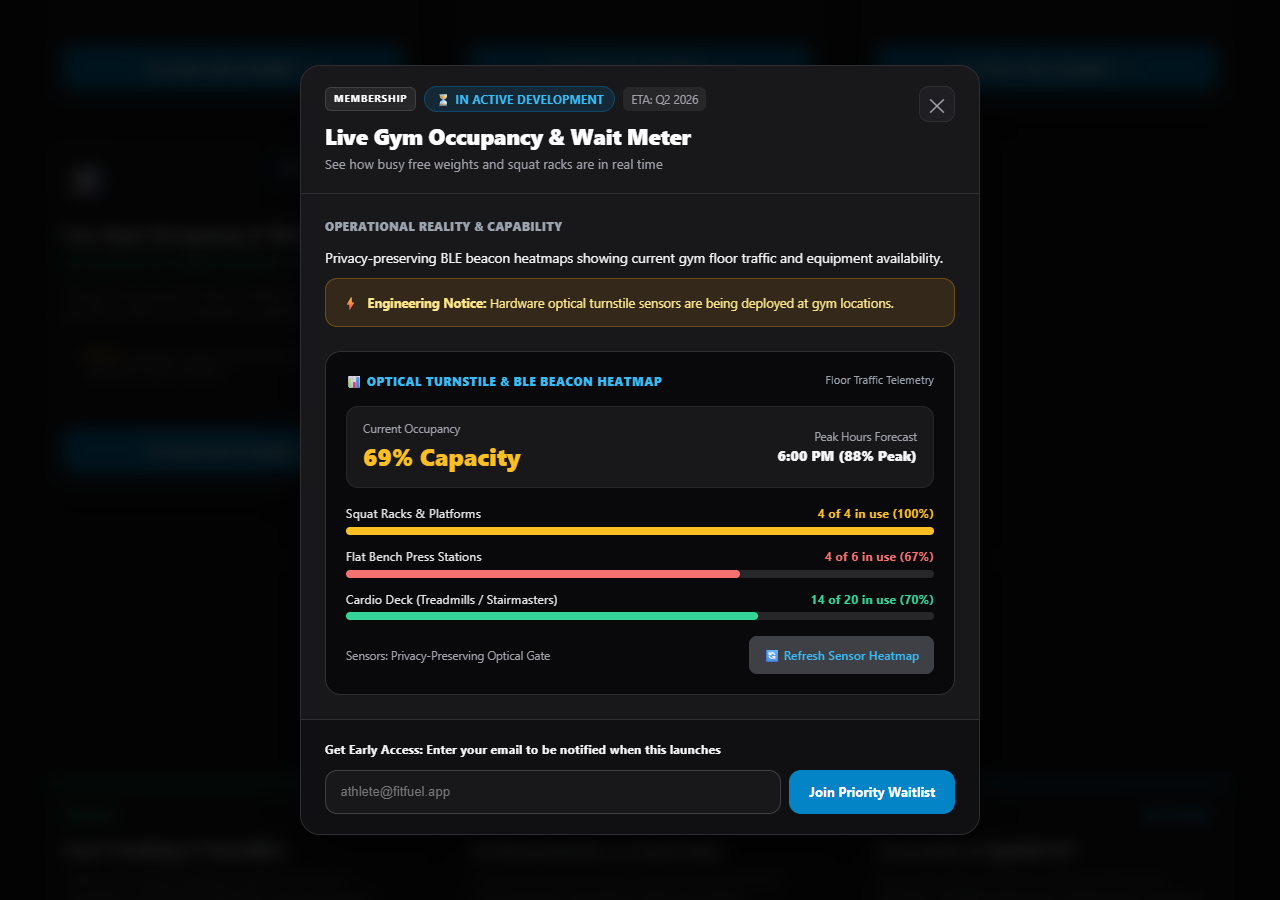 MEMBERSHIP
⏳ IN ACTIVE DEVELOPMENT
ETA: Q2 2026
Live Gym Occupancy & Wait Meter
See how busy free weights and squat racks are in real time
OPERATIONAL REALITY & CAPABILITY
Privacy-preserving BLE beacon heatmaps showing current gym floor traffic and equipment availability.
⚡ Engineering Notice: Hardware optical turnstile sensors are being deployed at gym locations.
📊 OPTICAL TURNSTILE & BLE BEACON HEATMAP
Floor Traffic Telemetry
Current Occupancy
69% Capacity
Peak Hours Forecast
6:00 PM (88% Peak)
Squat Racks & Platforms
4 of 4 in use (100%)
Flat Bench Press Stations
4 of 6 in use (67%)
Cardio Deck (Treadmills / Stairmasters)
14 of 20 in use (70%)
Sensors: Privacy-Preserving Optical Gate
🔄 Refresh Sensor Heatmap
Get Early Access: Enter your email to be notified when this launches
athlete@fitfuel.app
Join Priority Waitlist